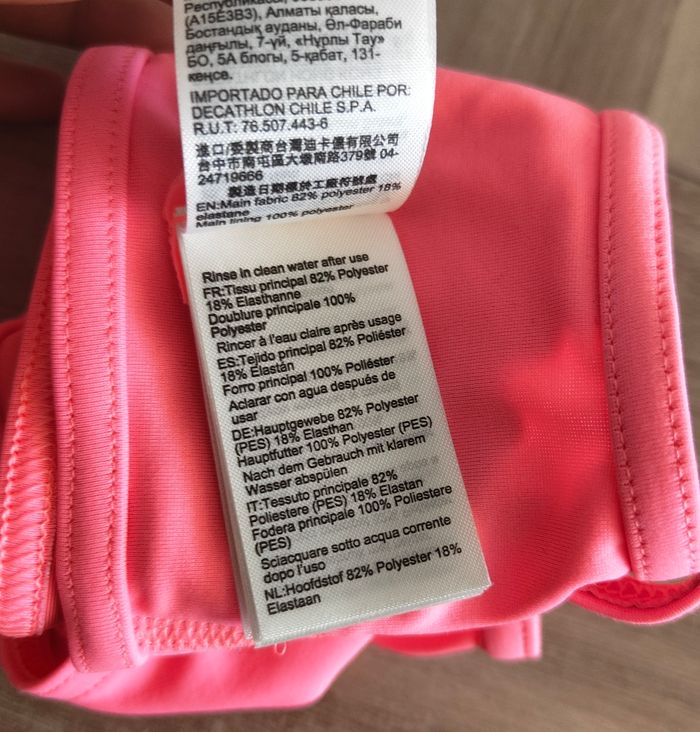 Республикасы,
(A15E3B3), Алматы қаласы,
Бостандық ауданы, Әл-Фараби
даңғылы, 7-үй, «Нұрлы Тау»
БО, 5А блогы, 5-қабат, 131-
кеңсе.
IMPORTADO PARA CHILE POR:
DECATHLON CHILE S.P.A.
R.U.T: 76.507.443-6
進口/委製商台灣迪卡儂有限公司
台中市南屯區大墩南路379號 04-
24719666
製造日期標於工廠符號處
EN:Main fabric 82% polyester 18%
elastane
Main lining 100% polyester
Rinse in clean water after use
FR:Tissu principal 82% Polyester
18% Elasthanne
Doublure principale 100%
Polyester
Rincer à l'eau claire après usage
ES:Tejido principal 82% Poliéster
18% Elastán
Forro principal 100% Poliéster
Aclarar con agua después de
usar
DE:Hauptgewebe 82% Polyester
(PES) 18% Elasthan
Hauptfutter 100% Polyester (PES)
Nach dem Gebrauch mit klarem
Wasser abspülen
IT:Tessuto principale 82%
Poliestere (PES) 18% Elastan
Fodera principale 100% Poliestere
(PES)
Sciacquare sotto acqua corrente
dopo l'uso
NL:Hoofdstof 82% Polyester 18%
Elastaan